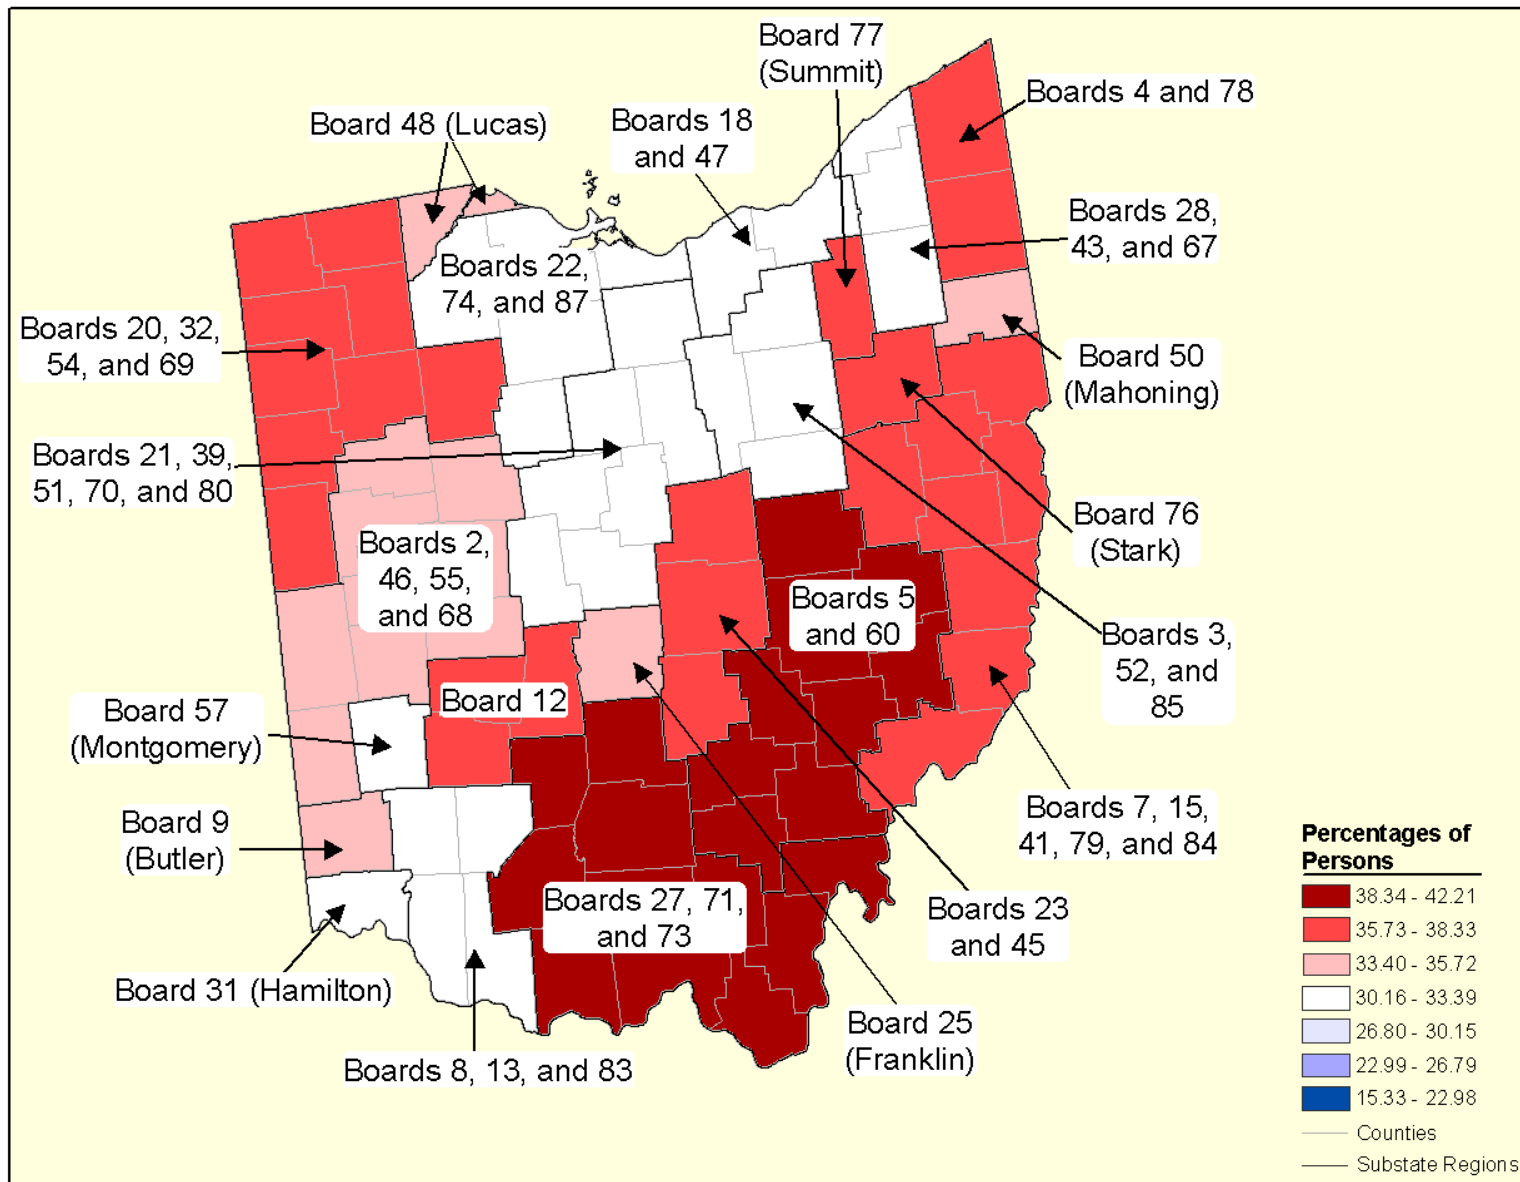 Board 77
(Summit)
Boards 4 and 78
Board 48 (Lucas)
Boards 18
and 47
Boards 28,
43, and 67
Boards 22,
74, and 87
Boards 20, 32,
54, and 69
Board 50
(Mahoning)
Boards 21, 39,
51, 70, and 80
Board 76
(Stark)
Boards 2,
46, 55,
and 68
Boards 5
and 60
Boards 3,
52, and
85
Board 12
Board 57
(Montgomery)
Board 9
(Butler)
Boards 7, 15,
41, 79, and 84
Boards 27, 71,
and 73
Boards 23
and 45
Board 31 (Hamilton)
Board 25
(Franklin)
Boards 8, 13, and 83
Percentages of
Persons
38.34 - 42.21
35.73 - 38.33
33.40 - 35.72
30.16 - 33.39
26.80 - 30.15
22.99 - 26.79
15.33 - 22.98
Counties
Substate Regions